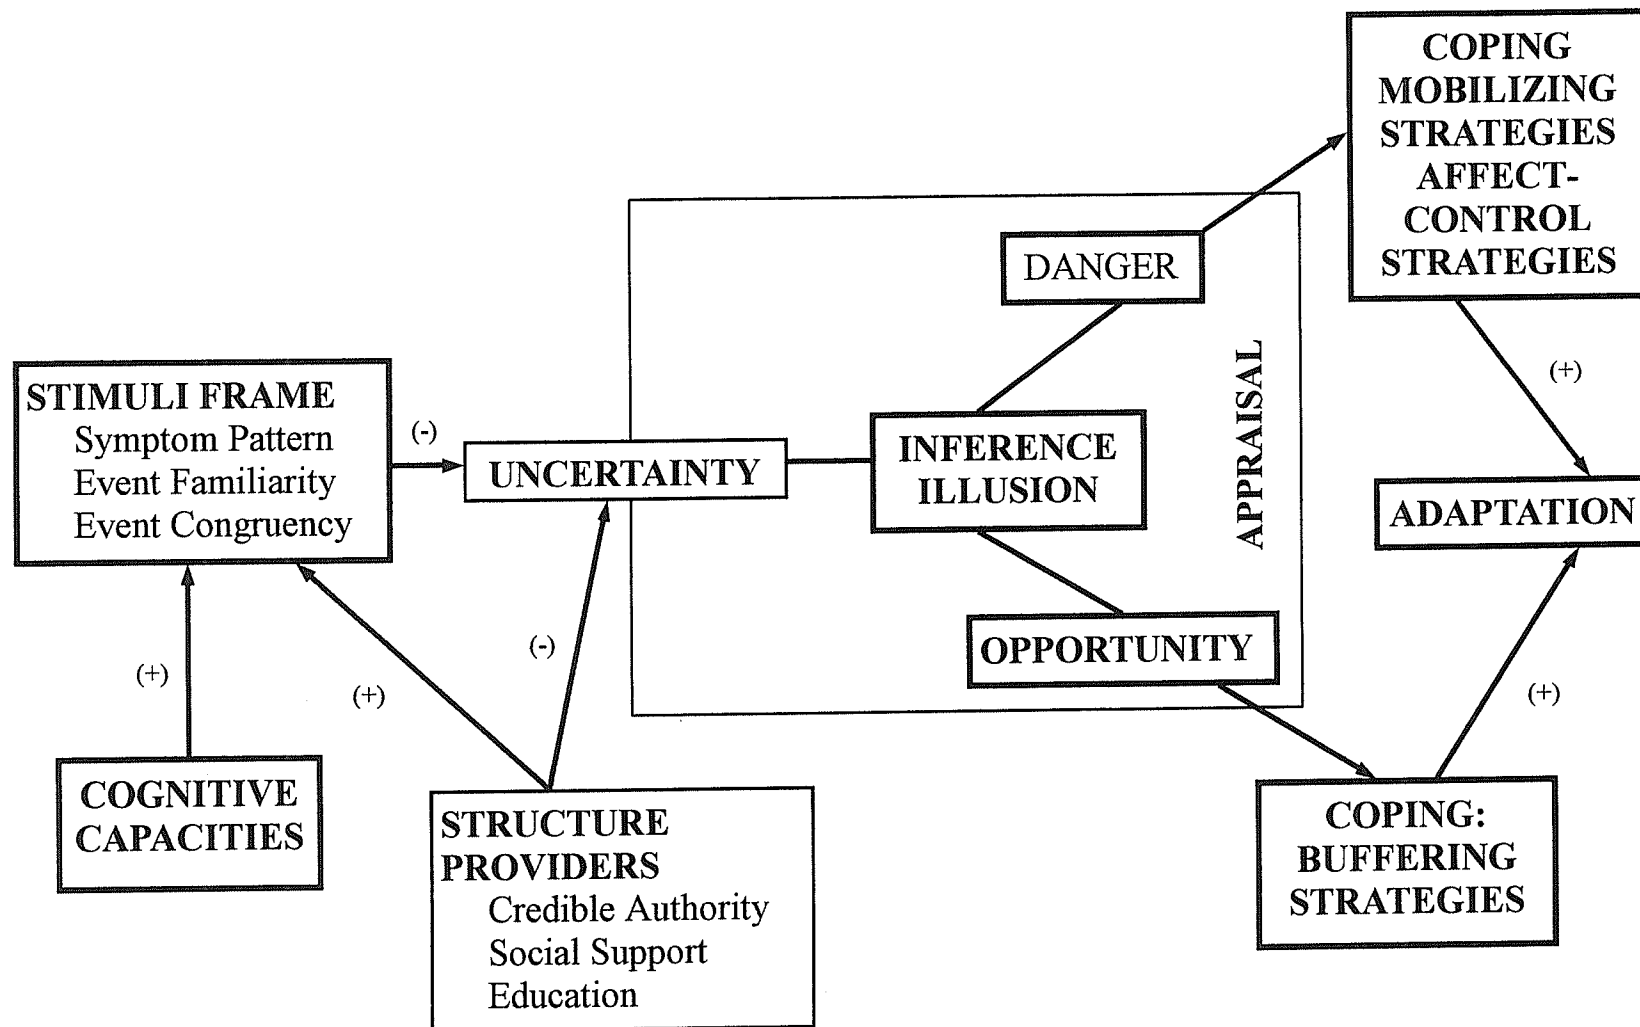 COPING
MOBILIZING
STRATEGIES
AFFECT-
CONTROL
STRATEGIES
DANGER
APPRAISAL
(+)
STIMULI FRAME
Symptom Pattern
Event Familiarity
Event Congruency
(-)
UNCERTAINTY
INFERENCE
ILLUSION
ADAPTATION
OPPORTUNITY
(+)
(+)
(-)
(+)
COGNITIVE
CAPACITIES
STRUCTURE
PROVIDERS
Credible Authority
Social Support
Education
COPING:
BUFFERING
STRATEGIES